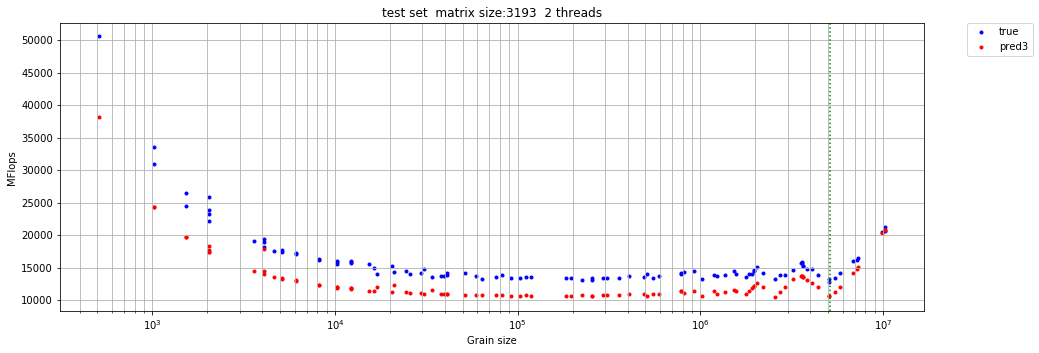 test set matrix size:3193 2 threads
true
pred3
50000
45000
40000
35000
30000
25000
20000
15000
10000
MFlops
10³ 10⁴ 10⁵ 10⁶ 10⁷
Grain size